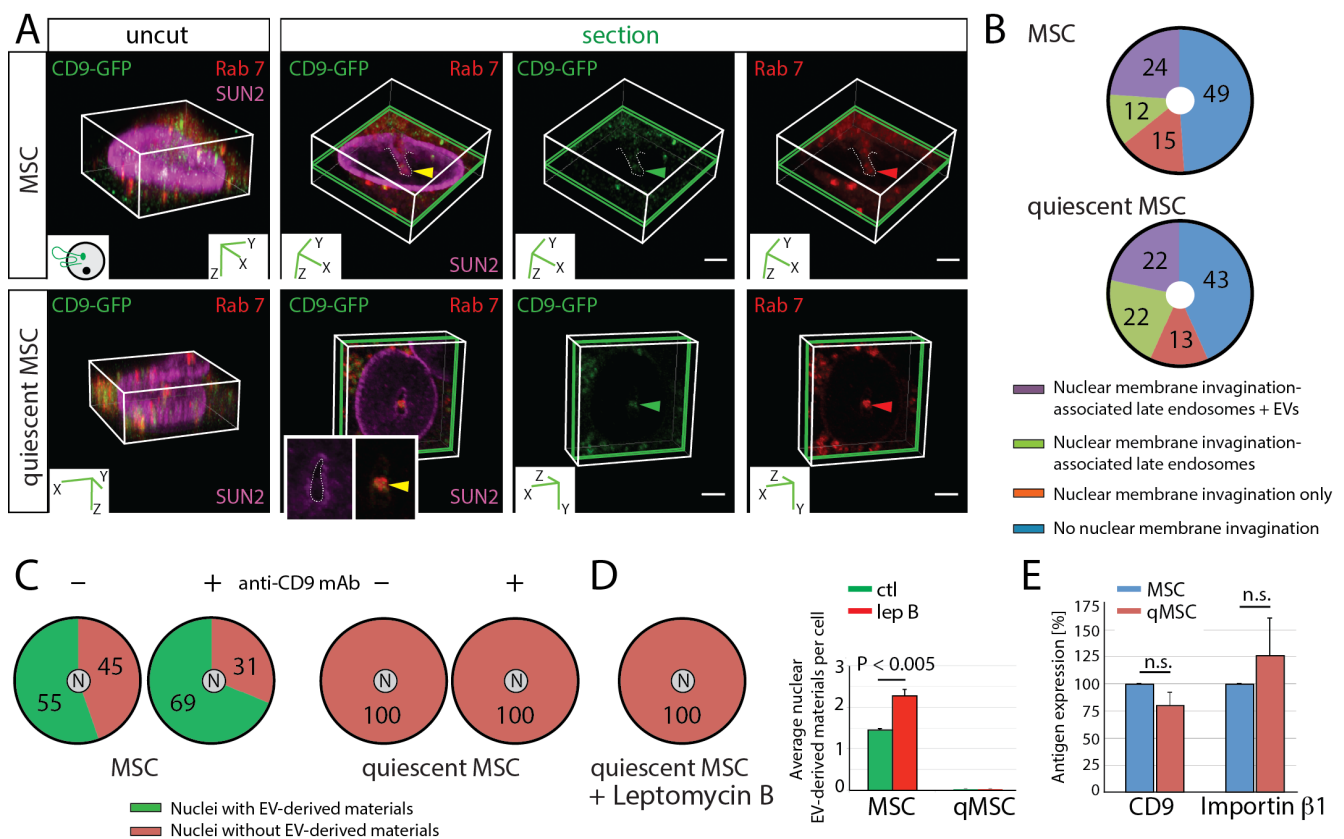 A
uncut
section
MSC
CD9-GFP Rab 7
SUN2
Y
X
Z
CD9-GFP Rab 7
SUN2
Y
X
Z
CD9-GFP
Y
X
Z
Rab 7
Y
X
Z
quiescent MSC
CD9-GFP Rab 7
SUN2
X
Y
Z
CD9-GFP Rab 7
SUN2
CD9-GFP
Z
X
Y
Rab 7
Z
X
Y
B
MSC
24
49
12
15
quiescent MSC
22
43
22
13
Nuclear membrane invagination-
associated late endosomes + EVs
Nuclear membrane invagination-
associated late endosomes
Nuclear membrane invagination only
No nuclear membrane invagination
C
– + anti-CD9 mAb – +
45
N
55
31
N
69
MSC
N
100
N
100
quiescent MSC
Nuclei with EV-derived materials
Nuclei without EV-derived materials
D
N
100
quiescent MSC
+ Leptomycin B
ctl
lep B
Average nuclear
EV-derived materials per cell
3
2
1
0
P < 0.005
MSC qMSC
E
MSC
qMSC
Antigen expression [%]
175
150
125
100
75
50
25
0
n.s.
n.s.
CD9 Importin β1